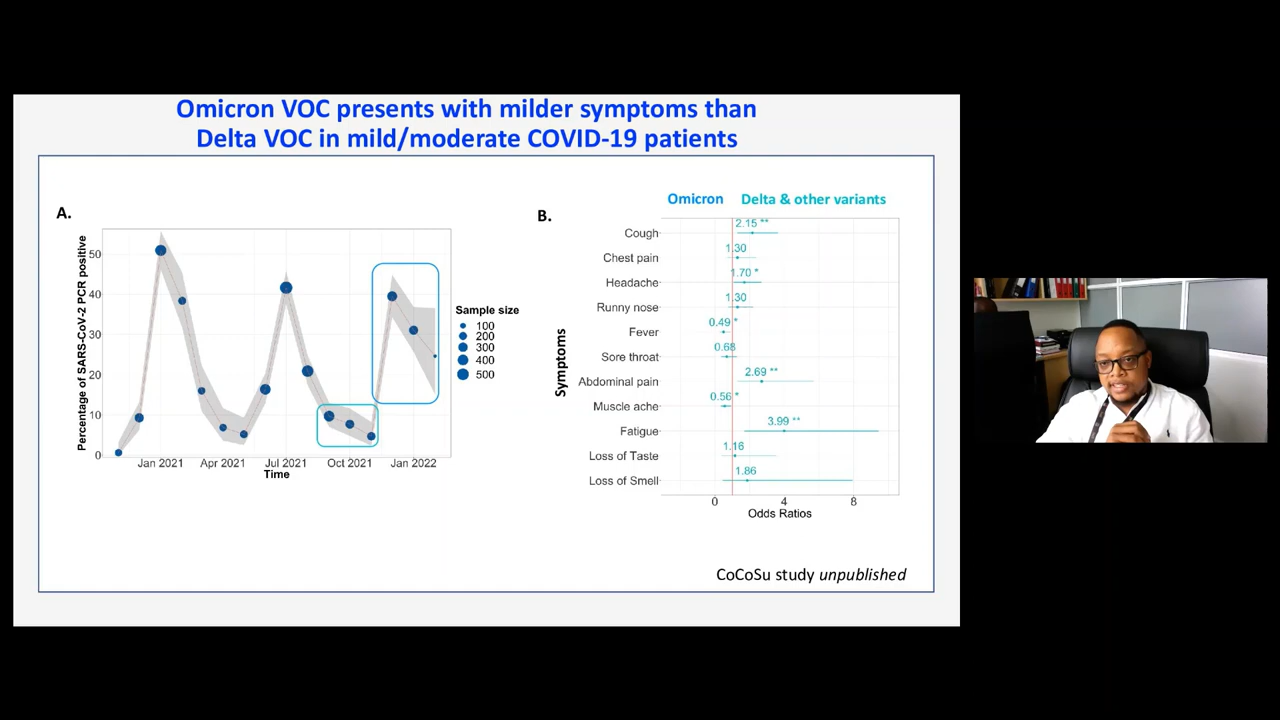 Omicron VOC presents with milder symptoms than
Delta VOC in mild/moderate COVID-19 patients
A.
Percentage of SARS-CoV-2 PCR positive
50
40
30
20
10
0
Jan 2021 Apr 2021 Jul 2021 Oct 2021 Jan 2022
Time
Sample size
100
200
300
400
500
B.
Omicron Delta & other variants
Symptoms
Cough 2.15 **
Chest pain 1.30
Headache 1.70 *
Runny nose 1.30
Fever 0.49 *
Sore throat 0.68
Abdominal pain 2.69 **
Muscle ache 0.56 *
Fatigue 3.99 **
Loss of Taste 1.16
Loss of Smell 1.86
0 4 8
Odds Ratios
CoCoSu study unpublished